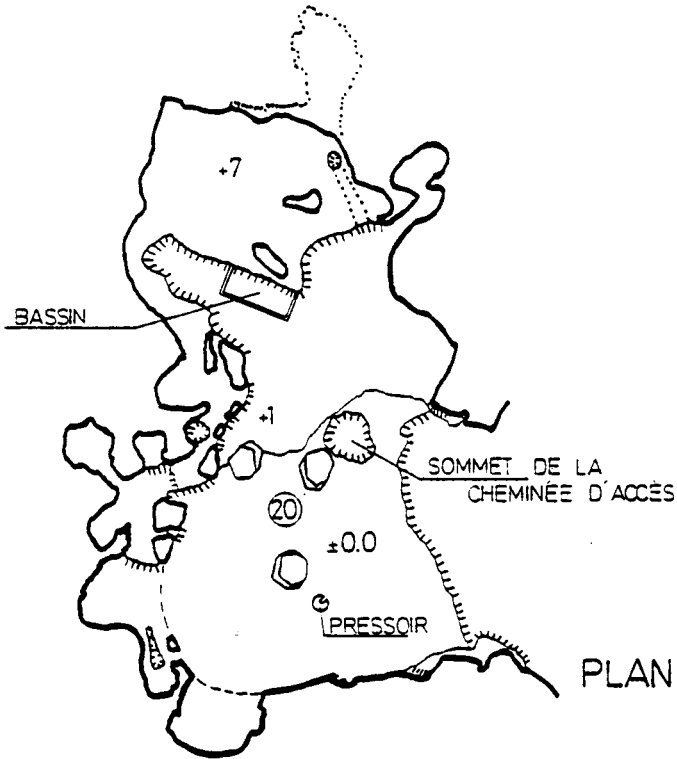 +7
BASSIN
+1
SOMMET DE LA
CHEMINÉE D'ACCÈS
20
±0.0
PRESSOIR
PLAN